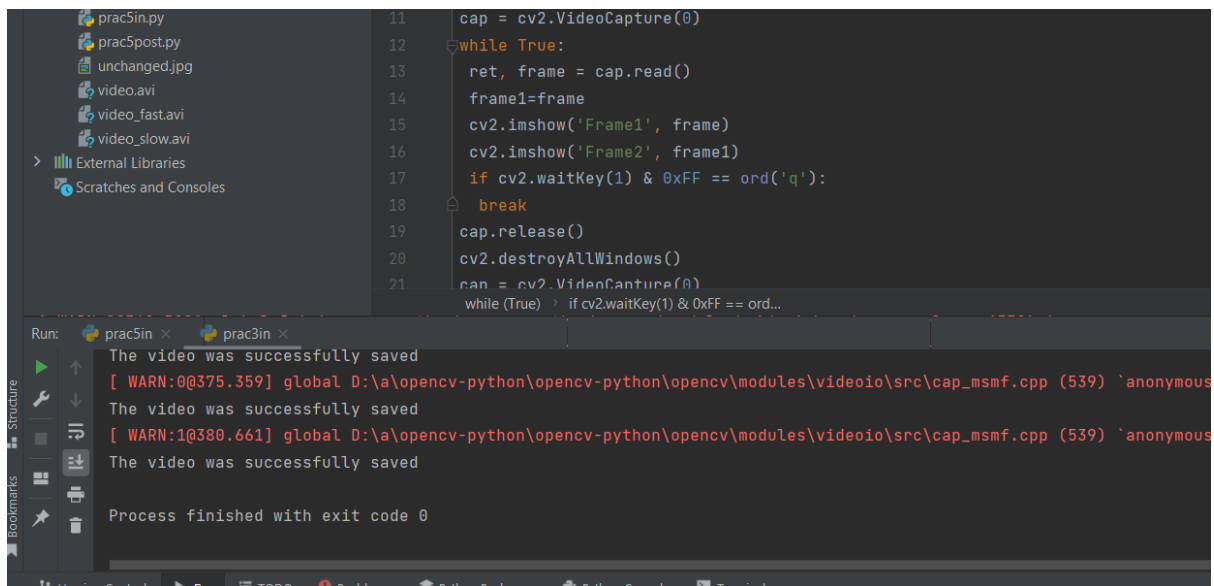 prac5in.py
prac5post.py
unchanged.jpg
video.avi
video_fast.avi
video_slow.avi
External Libraries
Scratches and Consoles
11 cap = cv2.VideoCapture(0)
12 while True:
13 ret, frame = cap.read()
14 frame1=frame
15 cv2.imshow('Frame1', frame)
16 cv2.imshow('Frame2', frame1)
17 if cv2.waitKey(1) & 0xFF == ord('q'):
18 break
19 cap.release()
20 cv2.destroyAllWindows()
21 cap = cv2.VideoCapture(0)
while (True) › if cv2.waitKey(1) & 0xFF == ord...
Run: prac5in × prac3in ×
The video was successfully saved
[ WARN:0@375.359] global D:\a\opencv-python\opencv-python\opencv\modules\videoio\src\cap_msmf.cpp (539) `anonymous
The video was successfully saved
[ WARN:1@380.661] global D:\a\opencv-python\opencv-python\opencv\modules\videoio\src\cap_msmf.cpp (539) `anonymous
The video was successfully saved
Process finished with exit code 0
Structure
Bookmarks